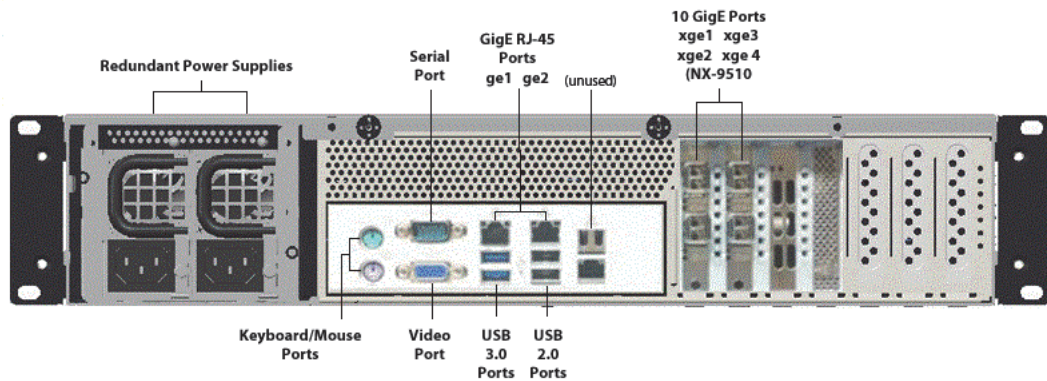 Redundant Power Supplies
Serial
Port
GigE RJ-45
Ports
ge1 ge2
(unused)
10 GigE Ports
xge1 xge3
xge2 xge 4
(NX-9510
Keyboard/Mouse
Ports
Video
Port
USB
3.0
Ports
USB
2.0
Ports